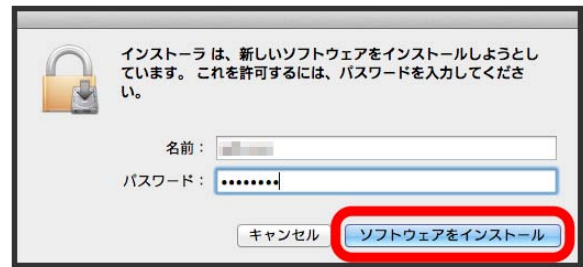 インストーラ は、新しいソフトウェアをインストールしようとし
ています。 これを許可するには、パスワードを入力してくださ
い。
名前：
パスワード： ••••••••
キャンセル ソフトウェアをインストール